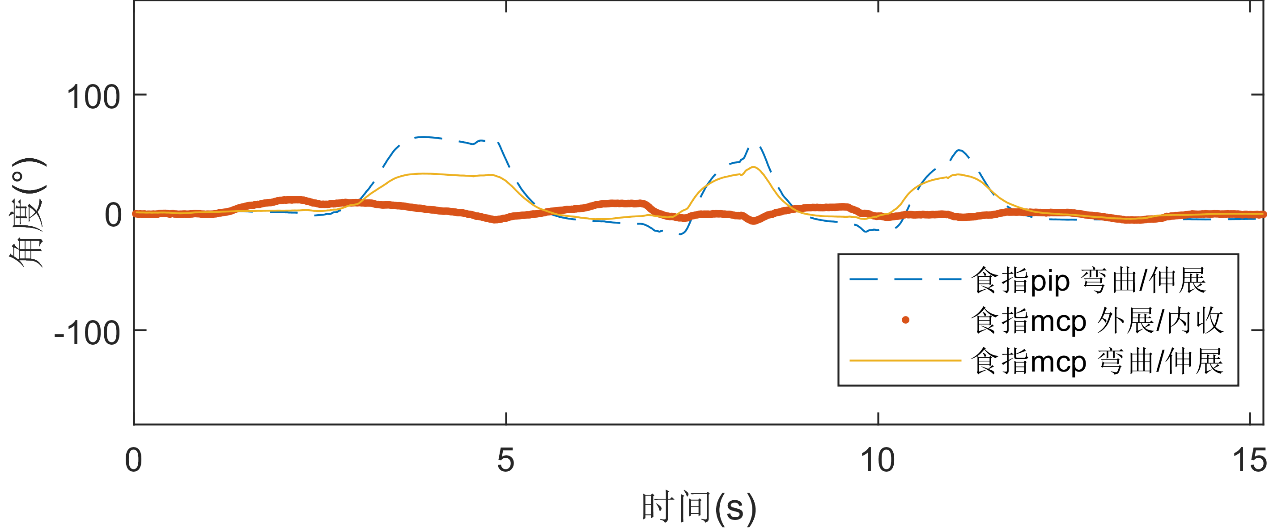 100
0
-100
角度(°)
食指pip 弯曲/伸展
食指mcp 外展/内收
食指mcp 弯曲/伸展
0
5
10
15
时间(s)